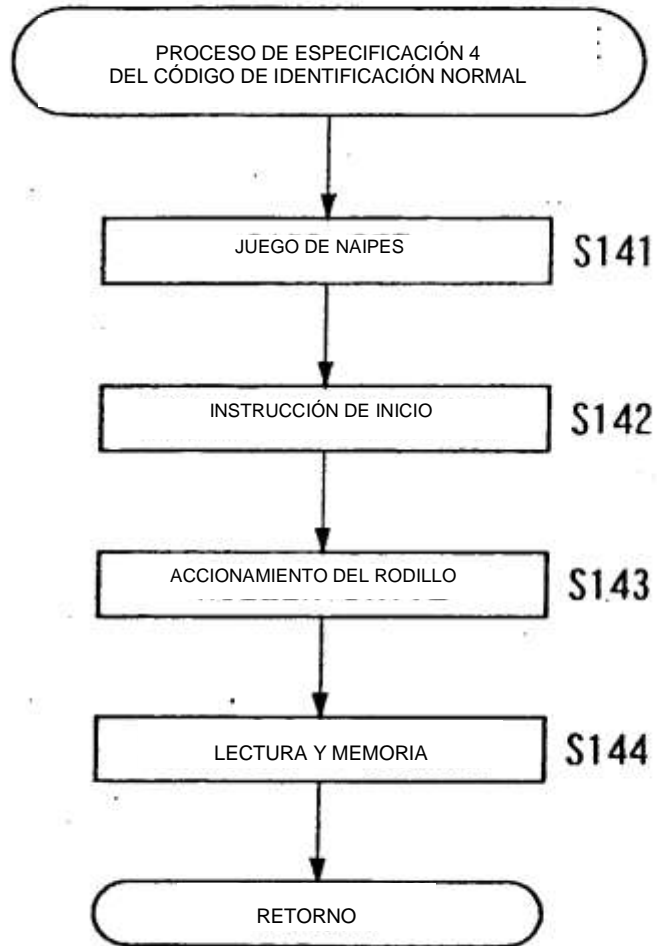 PROCESO DE ESPECIFICACIÓN 4
DEL CÓDIGO DE IDENTIFICACIÓN NORMAL
JUEGO DE NAIPES
S141
INSTRUCCIÓN DE INICIO
S142
ACCIONAMIENTO DEL RODILLO
S143
LECTURA Y MEMORIA
S144
RETORNO